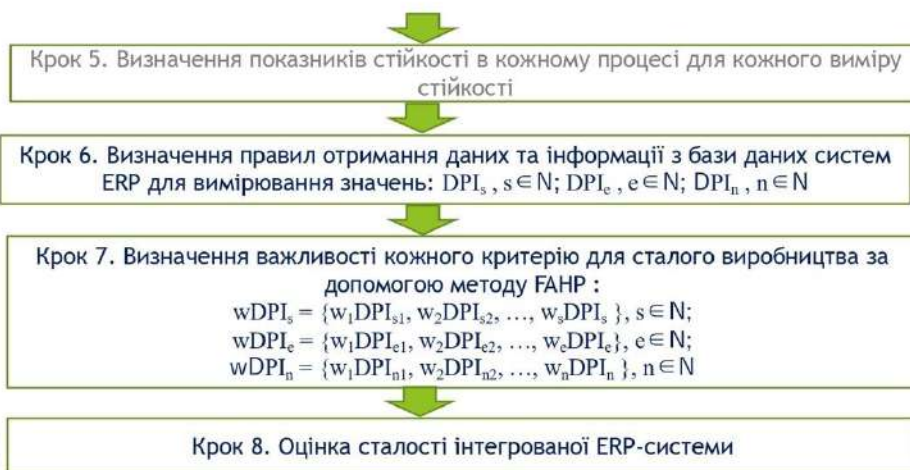 Крок 5. Визначення показників стійкості в кожному процесі для кожного виміру
стійкості
Крок 6. Визначення правил отримання даних та інформації з бази даних систем
ERP для вимірювання значень: DPIₛ , s∈N; DPIₑ , e∈N; DPIₙ , n∈N
Крок 7. Визначення важливості кожного критерію для сталого виробництва за
допомогою методу FAHP :
wDPIₛ = {w₁DPIₛ₁, w₂DPIₛ₂, …, wₛDPIₛ }, s∈N;
wDPIₑ = {w₁DPIₑ₁, w₂DPIₑ₂, …, wₑDPIₑ}, e∈N;
wDPIₙ = {w₁DPIₙ₁, w₂DPIₙ₂, …, wₙDPIₙ }, n∈N
Крок 8. Оцінка сталості інтегрованої ERP-системи